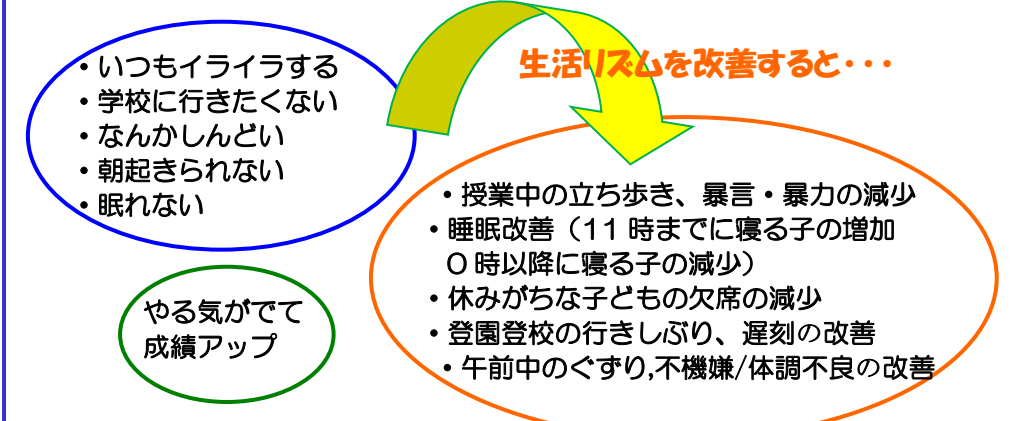 ・いつもイライラする
・学校に行きたくない
・なんかしんどい
・朝起きられない
・眠れない
生活リズムを改善すると・・・
・授業中の立ち歩き、暴言・暴力の減少
・睡眠改善（11 時までに寝る子の増加
０時以降に寝る子の減少）
・休みがちな子どもの欠席の減少
・登園登校の行きしぶり、遅刻の改善
・午前中のぐずり,不機嫌/体調不良の改善
やる気がでて
成績アップ